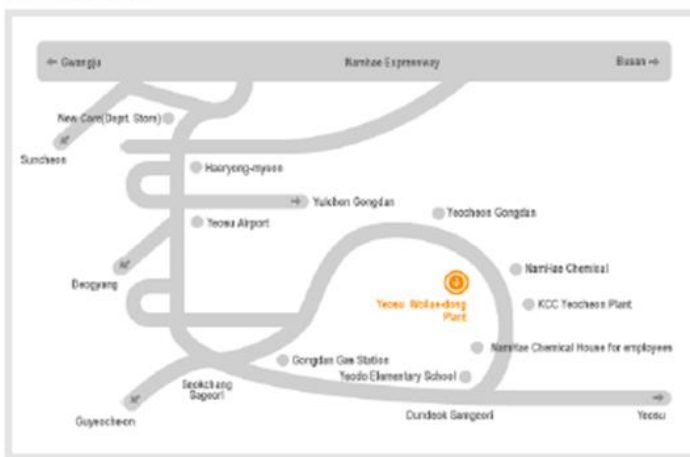 Gwangju
Namhae Expressway
Busan
New Core(Dept. Store)
Suncheon
Haeryong-myeon
Yulchon Gongdan
Yeocheon Gongdan
Yeosu Airport
NamHae Chemical
Deogyang
Yeosu Wollae-dong
Plant
KCC Yeocheon Plant
NamHae Chemical House for employees
Gongdan Gas Station
Yeodo Elementary School
Seokchang
Sageori
Dundeok Samgeori
Yeosu
Guyeocheon